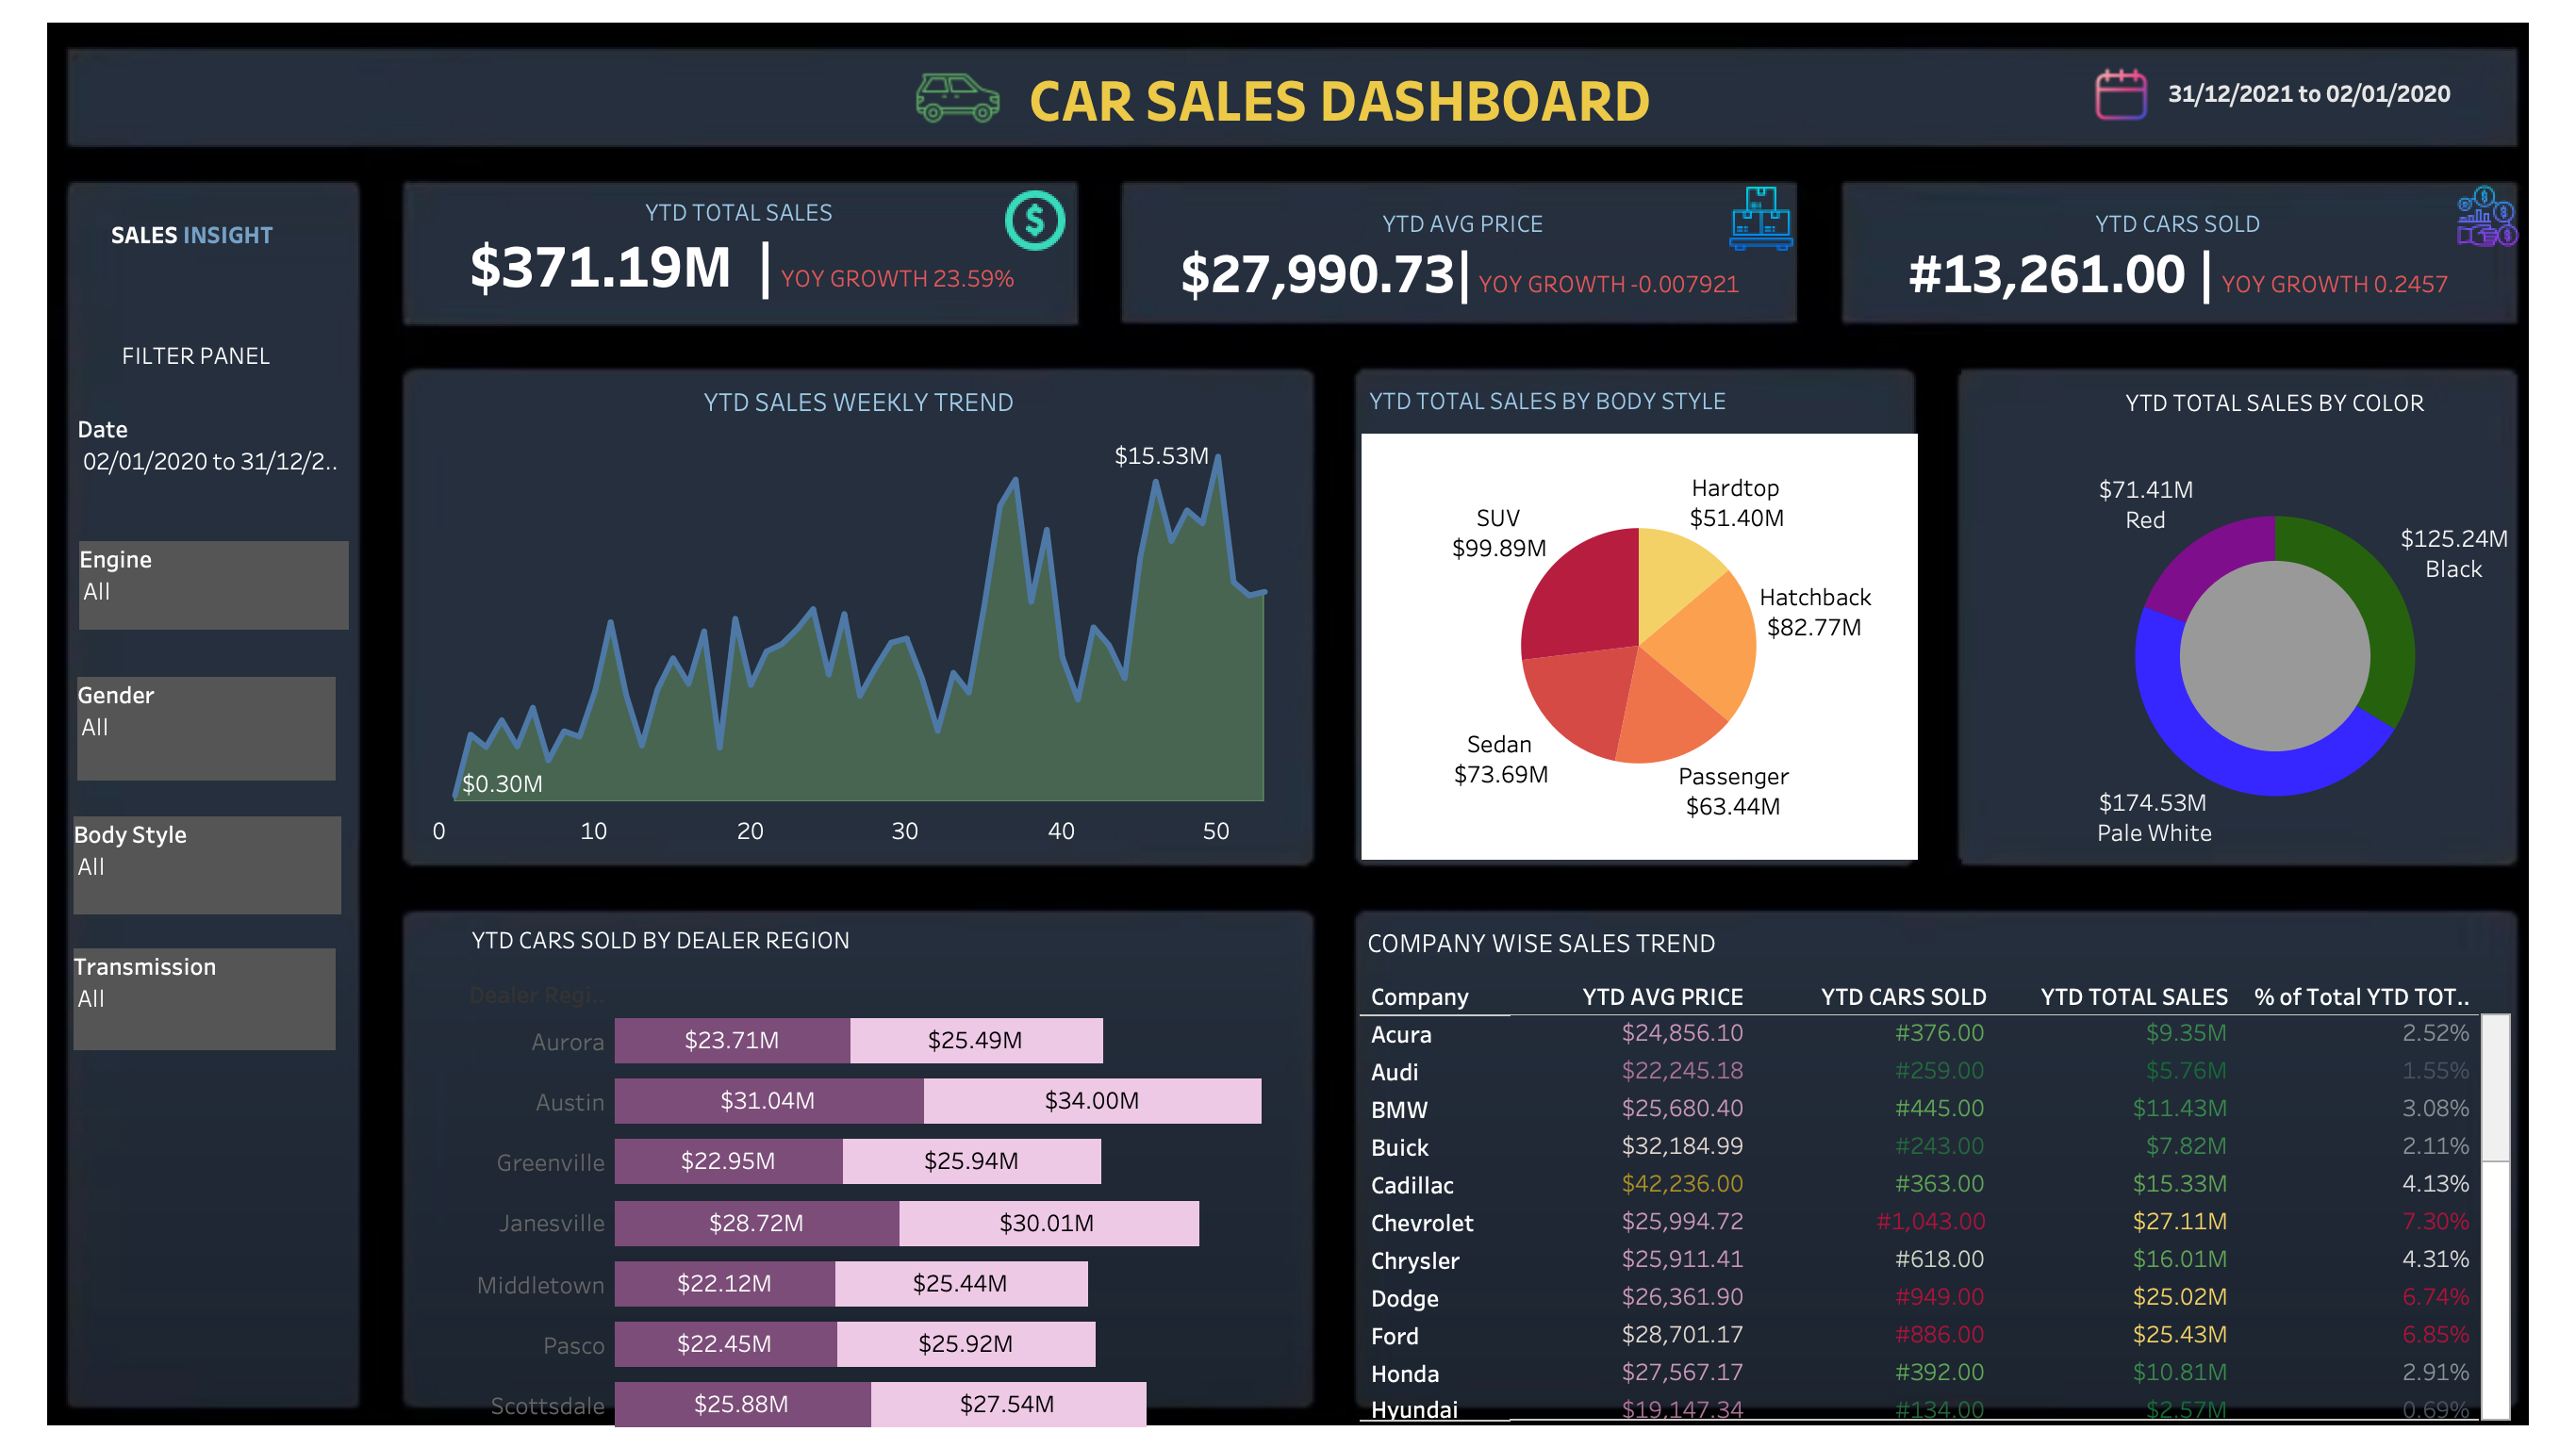 CAR SALES DASHBOARD
31/12/2021 to 02/01/2020
SALES INSIGHT
FILTER PANEL
Date
02/01/2020 to 31/12/2..
Engine
All
Gender
All
Body Style
All
Transmission
All
YTD TOTAL SALES
$371.19M | YOY GROWTH 23.59%
YTD AVG PRICE
$27,990.73| YOY GROWTH -0.007921
YTD CARS SOLD
#13,261.00 | YOY GROWTH 0.2457
YTD SALES WEEKLY TREND
$15.53M
$0.30M
0 10 20 30 40 50
YTD TOTAL SALES BY BODY STYLE
Hardtop
$51.40M
SUV
$99.89M
Hatchback
$82.77M
Sedan
$73.69M
Passenger
$63.44M
YTD TOTAL SALES BY COLOR
$71.41M
Red
$125.24M
Black
$174.53M
Pale White
YTD CARS SOLD BY DEALER REGION
Dealer Regi..
Aurora $23.71M $25.49M
Austin $31.04M $34.00M
Greenville $22.95M $25.94M
Janesville $28.72M $30.01M
Middletown $22.12M $25.44M
Pasco $22.45M $25.92M
Scottsdale $25.88M $27.54M
COMPANY WISE SALES TREND
Company YTD AVG PRICE YTD CARS SOLD YTD TOTAL SALES % of Total YTD TOT..
Acura $24,856.10 #376.00 $9.35M 2.52%
Audi $22,245.18 #259.00 $5.76M 1.55%
BMW $25,680.40 #445.00 $11.43M 3.08%
Buick $32,184.99 #243.00 $7.82M 2.11%
Cadillac $42,236.00 #363.00 $15.33M 4.13%
Chevrolet $25,994.72 #1,043.00 $27.11M 7.30%
Chrysler $25,911.41 #618.00 $16.01M 4.31%
Dodge $26,361.90 #949.00 $25.02M 6.74%
Ford $28,701.17 #886.00 $25.43M 6.85%
Honda $27,567.17 #392.00 $10.81M 2.91%
Hyundai $19,147.34 #134.00 $2.57M 0.69%